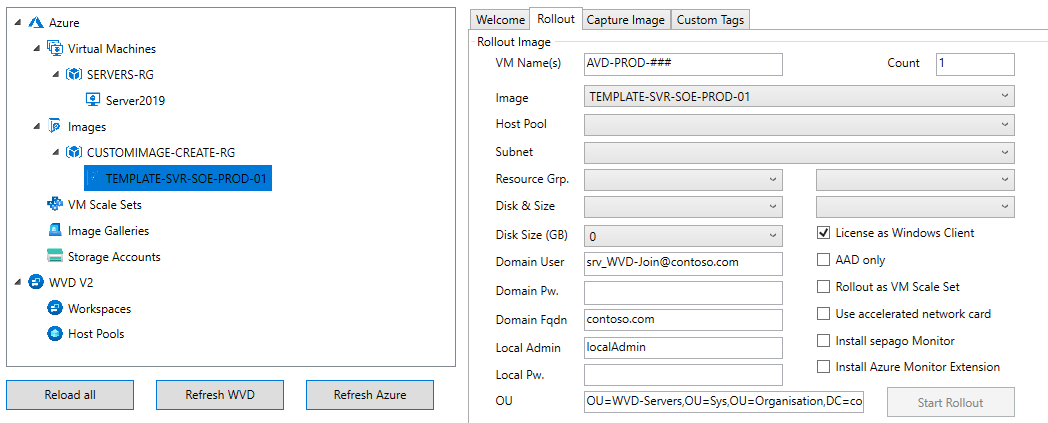 Azure
Virtual Machines
SERVERS-RG
Server2019
Images
CUSTOMIMAGE-CREATE-RG
TEMPLATE-SVR-SOE-PROD-01
VM Scale Sets
Image Galleries
Storage Accounts
WVD V2
Workspaces
Host Pools
Reload all
Refresh WVD
Refresh Azure
Welcome
Rollout
Capture Image
Custom Tags
Rollout Image
VM Name(s) AVD-PROD-### Count 1
Image TEMPLATE-SVR-SOE-PROD-01
Host Pool
Subnet
Resource Grp.
Disk & Size
Disk Size (GB) 0 License as Windows Client
Domain User srv_WVD-Join@contoso.com AAD only
Domain Pw. Rollout as VM Scale Set
Domain Fqdn contoso.com Use accelerated network card
Local Admin localAdmin Install sepago Monitor
Local Pw. Install Azure Monitor Extension
OU OU=WVD-Servers,OU=Sys,OU=Organisation,DC=co Start Rollout